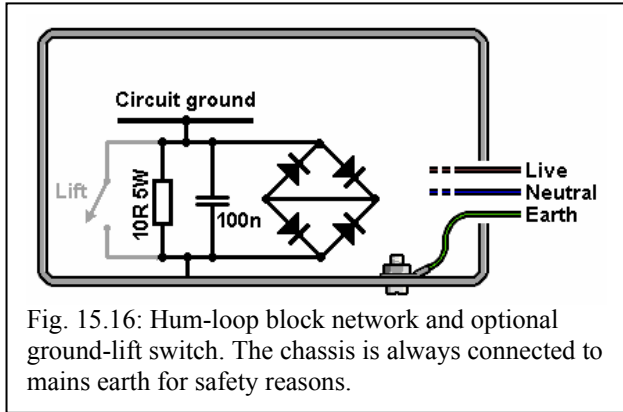 Circuit ground
Lift
10R 5W
100n
Live
Neutral
Earth
Fig. 15.16: Hum-loop block network and optional
ground-lift switch. The chassis is always connected to
mains earth for safety reasons.